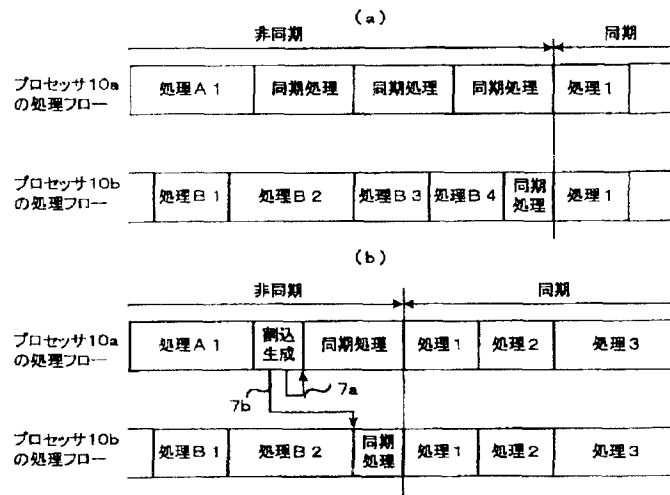 (a)
非同期 同期
プロセッサ10a
の処理フロー
処理A1 同期処理 同期処理 同期処理 処理1
プロセッサ10b
の処理フロー
処理B1 処理B2 処理B3 処理B4 同期
処理 処理1
(b)
非同期 同期
プロセッサ10a
の処理フロー
処理A1 割込
生成 同期処理 処理1 処理2 処理3
7b 7a
プロセッサ10b
の処理フロー
処理B1 処理B2 同期
処理 処理1 処理2 処理3